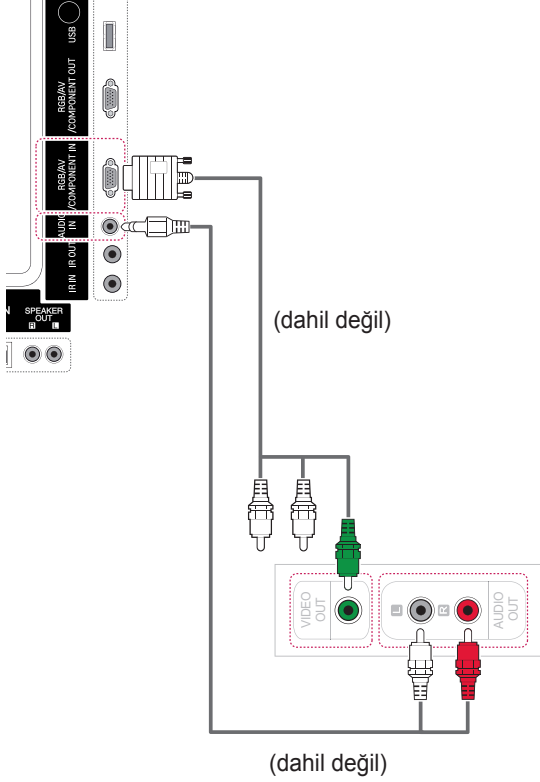 USB
RGB/AV
/COMPONENT OUT
RGB/AV
/COMPONENT IN
AUDIO
IN
IR OUT
IR IN
N
SPEAKER
OUT
R L
(dahil değil)
VIDEO
OUT
L R
AUDIO
OUT
(dahil değil)